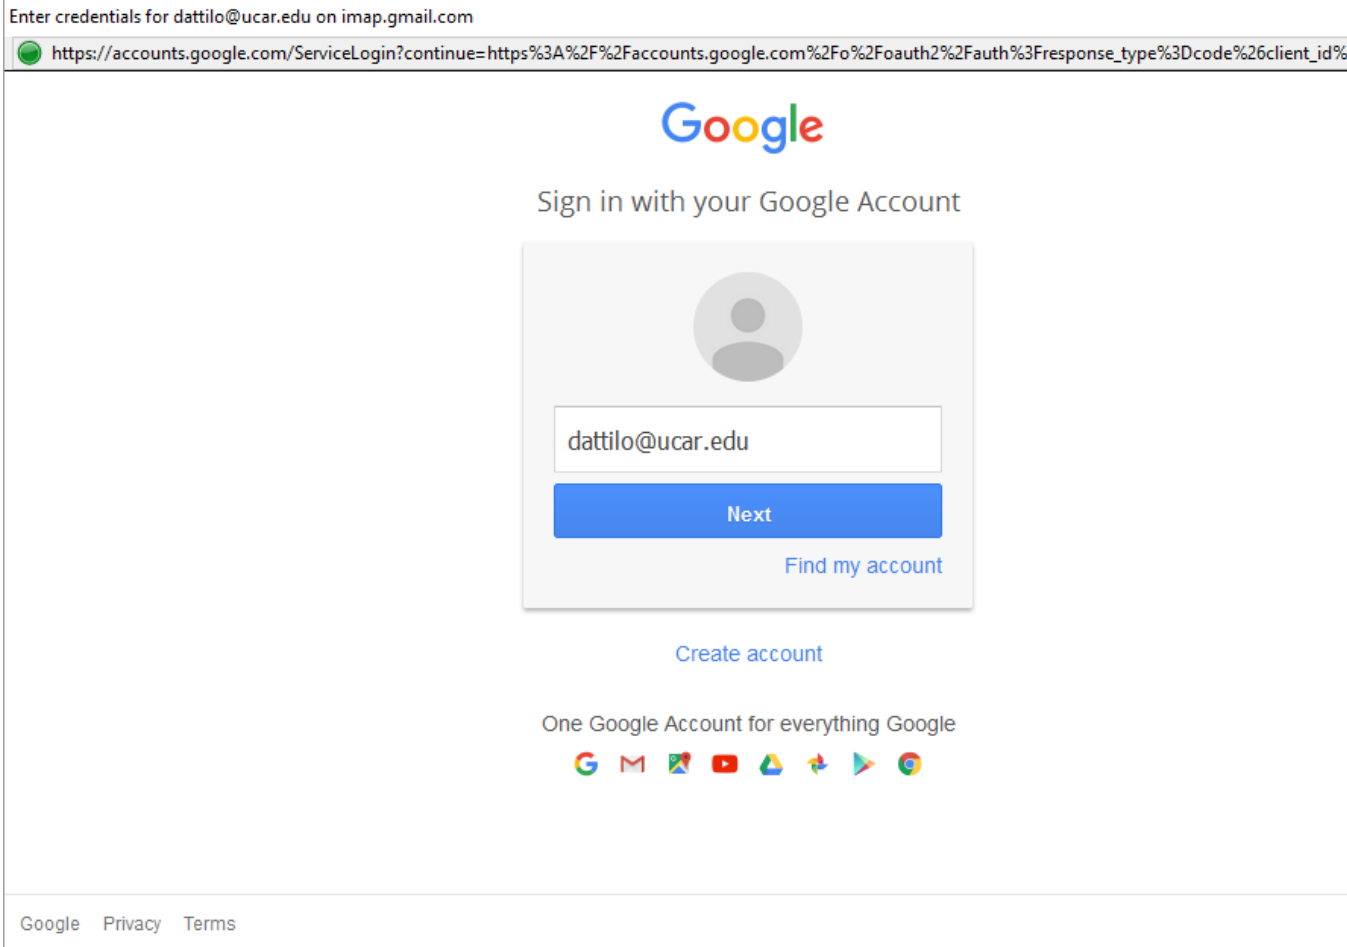 Enter credentials for dattilo@ucar.edu on imap.gmail.com
https://accounts.google.com/ServiceLogin?continue=https%3A%2F%2Faccounts.google.com%2Fo%2Foauth2%2Fauth%3Fresponse_type%3Dcode%26client_id%
Google
Sign in with your Google Account
dattilo@ucar.edu
Next
Find my account
Create account
One Google Account for everything Google
Google Privacy Terms